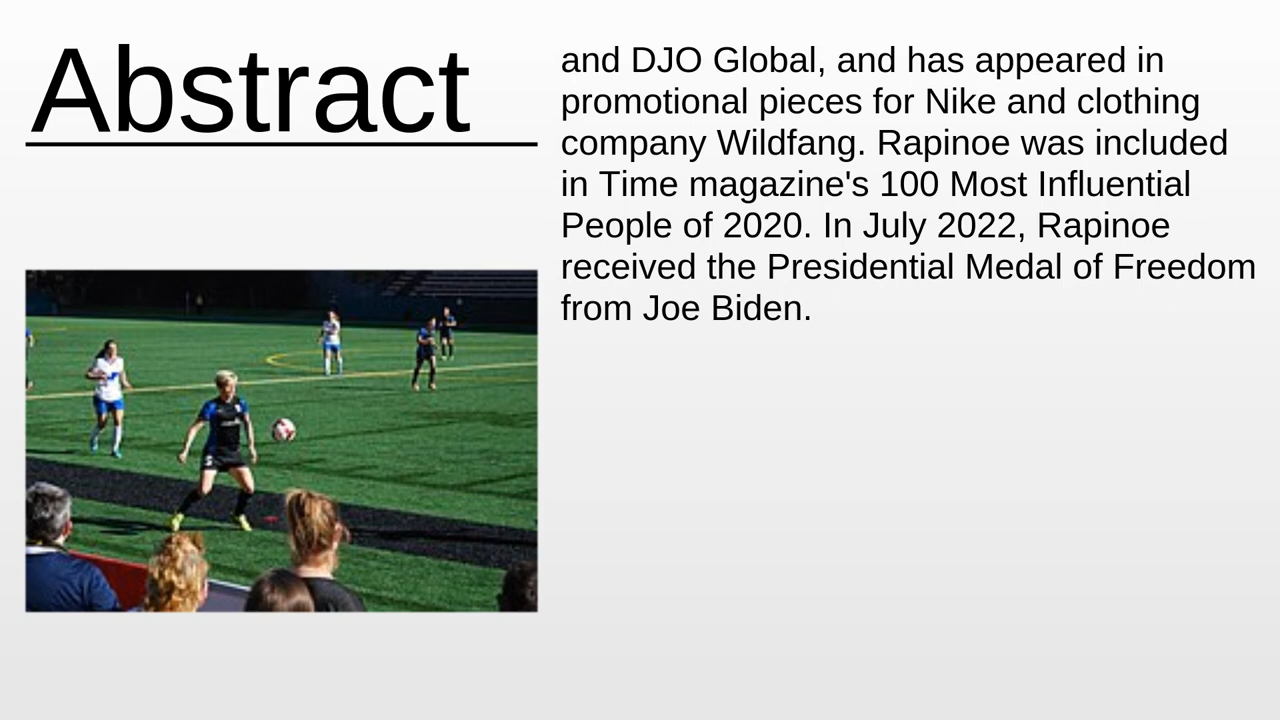 Abstract
and DJO Global, and has appeared in
promotional pieces for Nike and clothing
company Wildfang. Rapinoe was included
in Time magazine's 100 Most Influential
People of 2020. In July 2022, Rapinoe
received the Presidential Medal of Freedom
from Joe Biden.